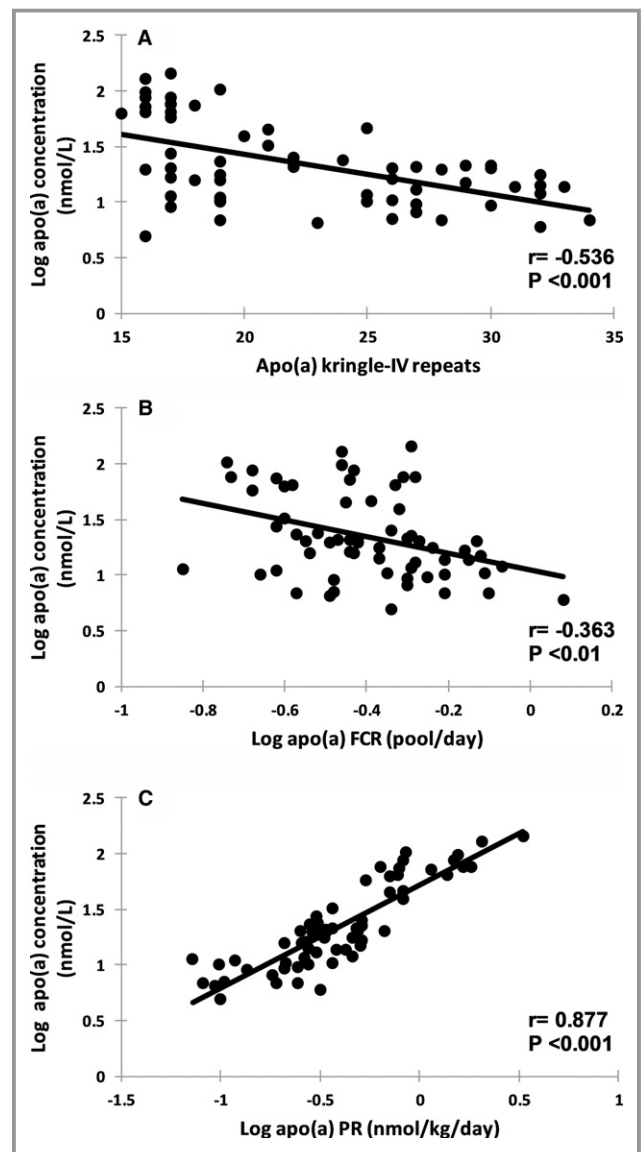 A
Log apo(a) concentration
(nmol/L)
2.5
2
1.5
1
0.5
0
15 20 25 30 35
r= -0.536
P <0.001
Apo(a) kringle-IV repeats
B
Log apo(a) concentration
(nmol/L)
2.5
2
1.5
1
0.5
0
-1 -0.8 -0.6 -0.4 -0.2 0 0.2
r= -0.363
P <0.01
Log apo(a) FCR (pool/day)
C
Log apo(a) concentration
(nmol/L)
2.5
2
1.5
1
0.5
0
-1.5 -1 -0.5 0 0.5 1
r= 0.877
P <0.001
Log apo(a) PR (nmol/kg/day)